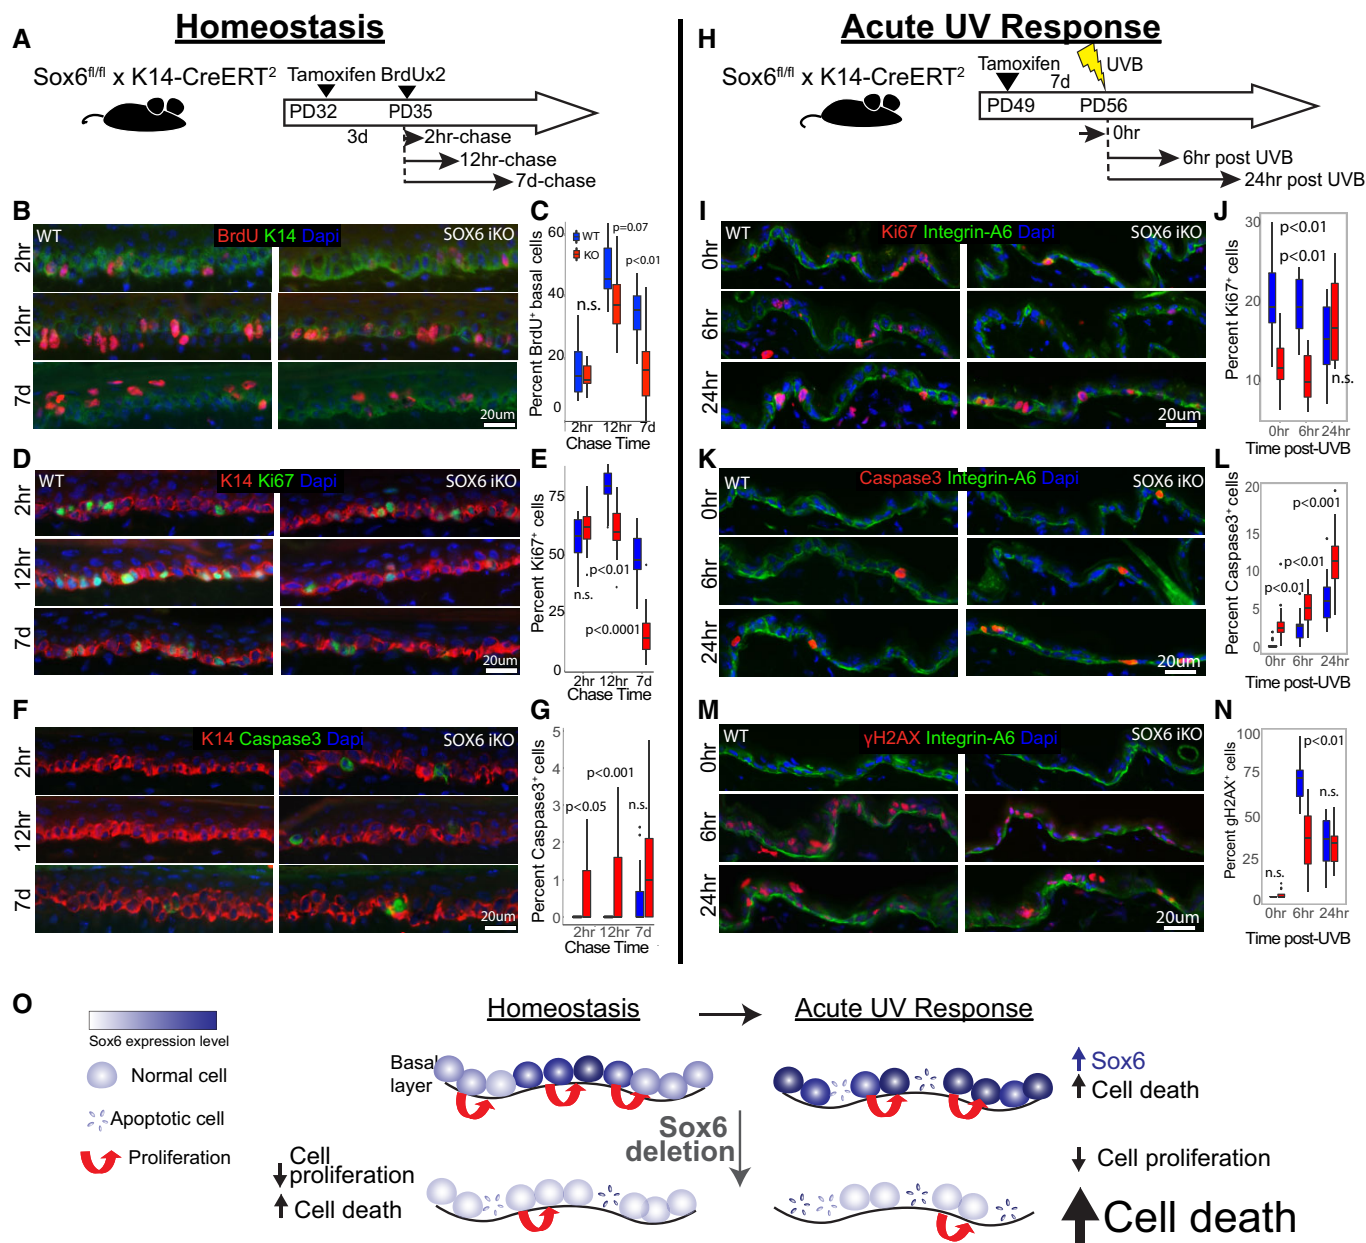 Homeostasis
A
Sox6fl/fl x K14-CreERT2
Tamoxifen BrdUx2
PD32 PD35
3d
2hr-chase
12hr-chase
7d-chase
B
WT
BrdU K14 Dapi
SOX6 iKO
2hr
12hr
7d
20um
C
Percent BrdU+ basal cells
60
40
20
0
WT
KO
p=0.07
p<0.01
n.s.
2hr 12hr 7d
Chase Time
D
WT
K14 Ki67 Dapi
SOX6 iKO
2hr
12hr
7d
20um
E
Percent Ki67+ cells
75
50
25
0
p<0.01
n.s.
p<0.0001
2hr 12hr 7d
Chase Time
F
K14 Caspase3 Dapi
SOX6 iKO
2hr
12hr
7d
20um
G
Percent Caspase3+ cells
5
4
3
2
1
0
p<0.001
p<0.05
n.s.
2hr 12hr 7d
Chase Time
Acute UV Response
H
Sox6fl/fl x K14-CreERT2
Tamoxifen
7d
UVB
PD49 PD56
0hr
6hr post UVB
24hr post UVB
I
WT
Ki67 Integrin-A6 Dapi
SOX6 iKO
0hr
6hr
24hr
20um
J
Percent Ki67+ cells
30
20
10
p<0.01
p<0.01
n.s.
0hr 6hr 24hr
Time post-UVB
K
WT
Caspase3 Integrin-A6 Dapi
SOX6 iKO
0hr
6hr
24hr
20um
L
Percent Caspase3+ cells
20
15
10
5
0
p<0.001
p<0.01
p<0.01
0hr 6hr 24hr
Time post-UVB
M
WT
γH2AX Integrin-A6 Dapi
SOX6 iKO
0hr
6hr
24hr
20um
N
Percent gH2AX+ cells
100
75
50
25
0
p<0.01
n.s.
n.s.
0hr 6hr 24hr
Time post-UVB
O
Sox6 expression level
Normal cell
Apoptotic cell
Proliferation
Homeostasis
Acute UV Response
Basal
layer
Sox6
Cell death
Sox6
deletion
Cell
proliferation
Cell death
Cell proliferation
Cell death